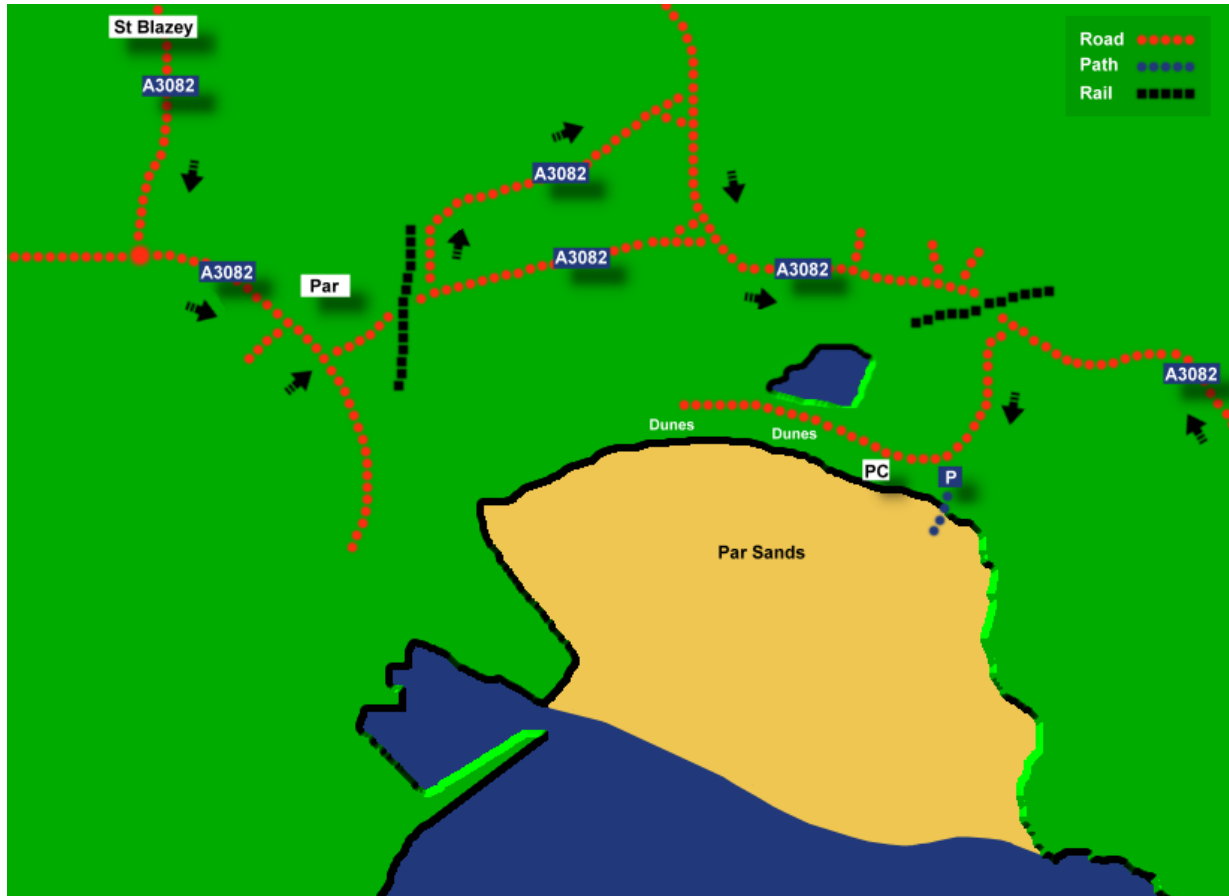 St Blazey
Road
Path
Rail
A3082
A3082
A3082
A3082
A3082
Par
A3082
Dunes
Dunes
PC
P
Par Sands